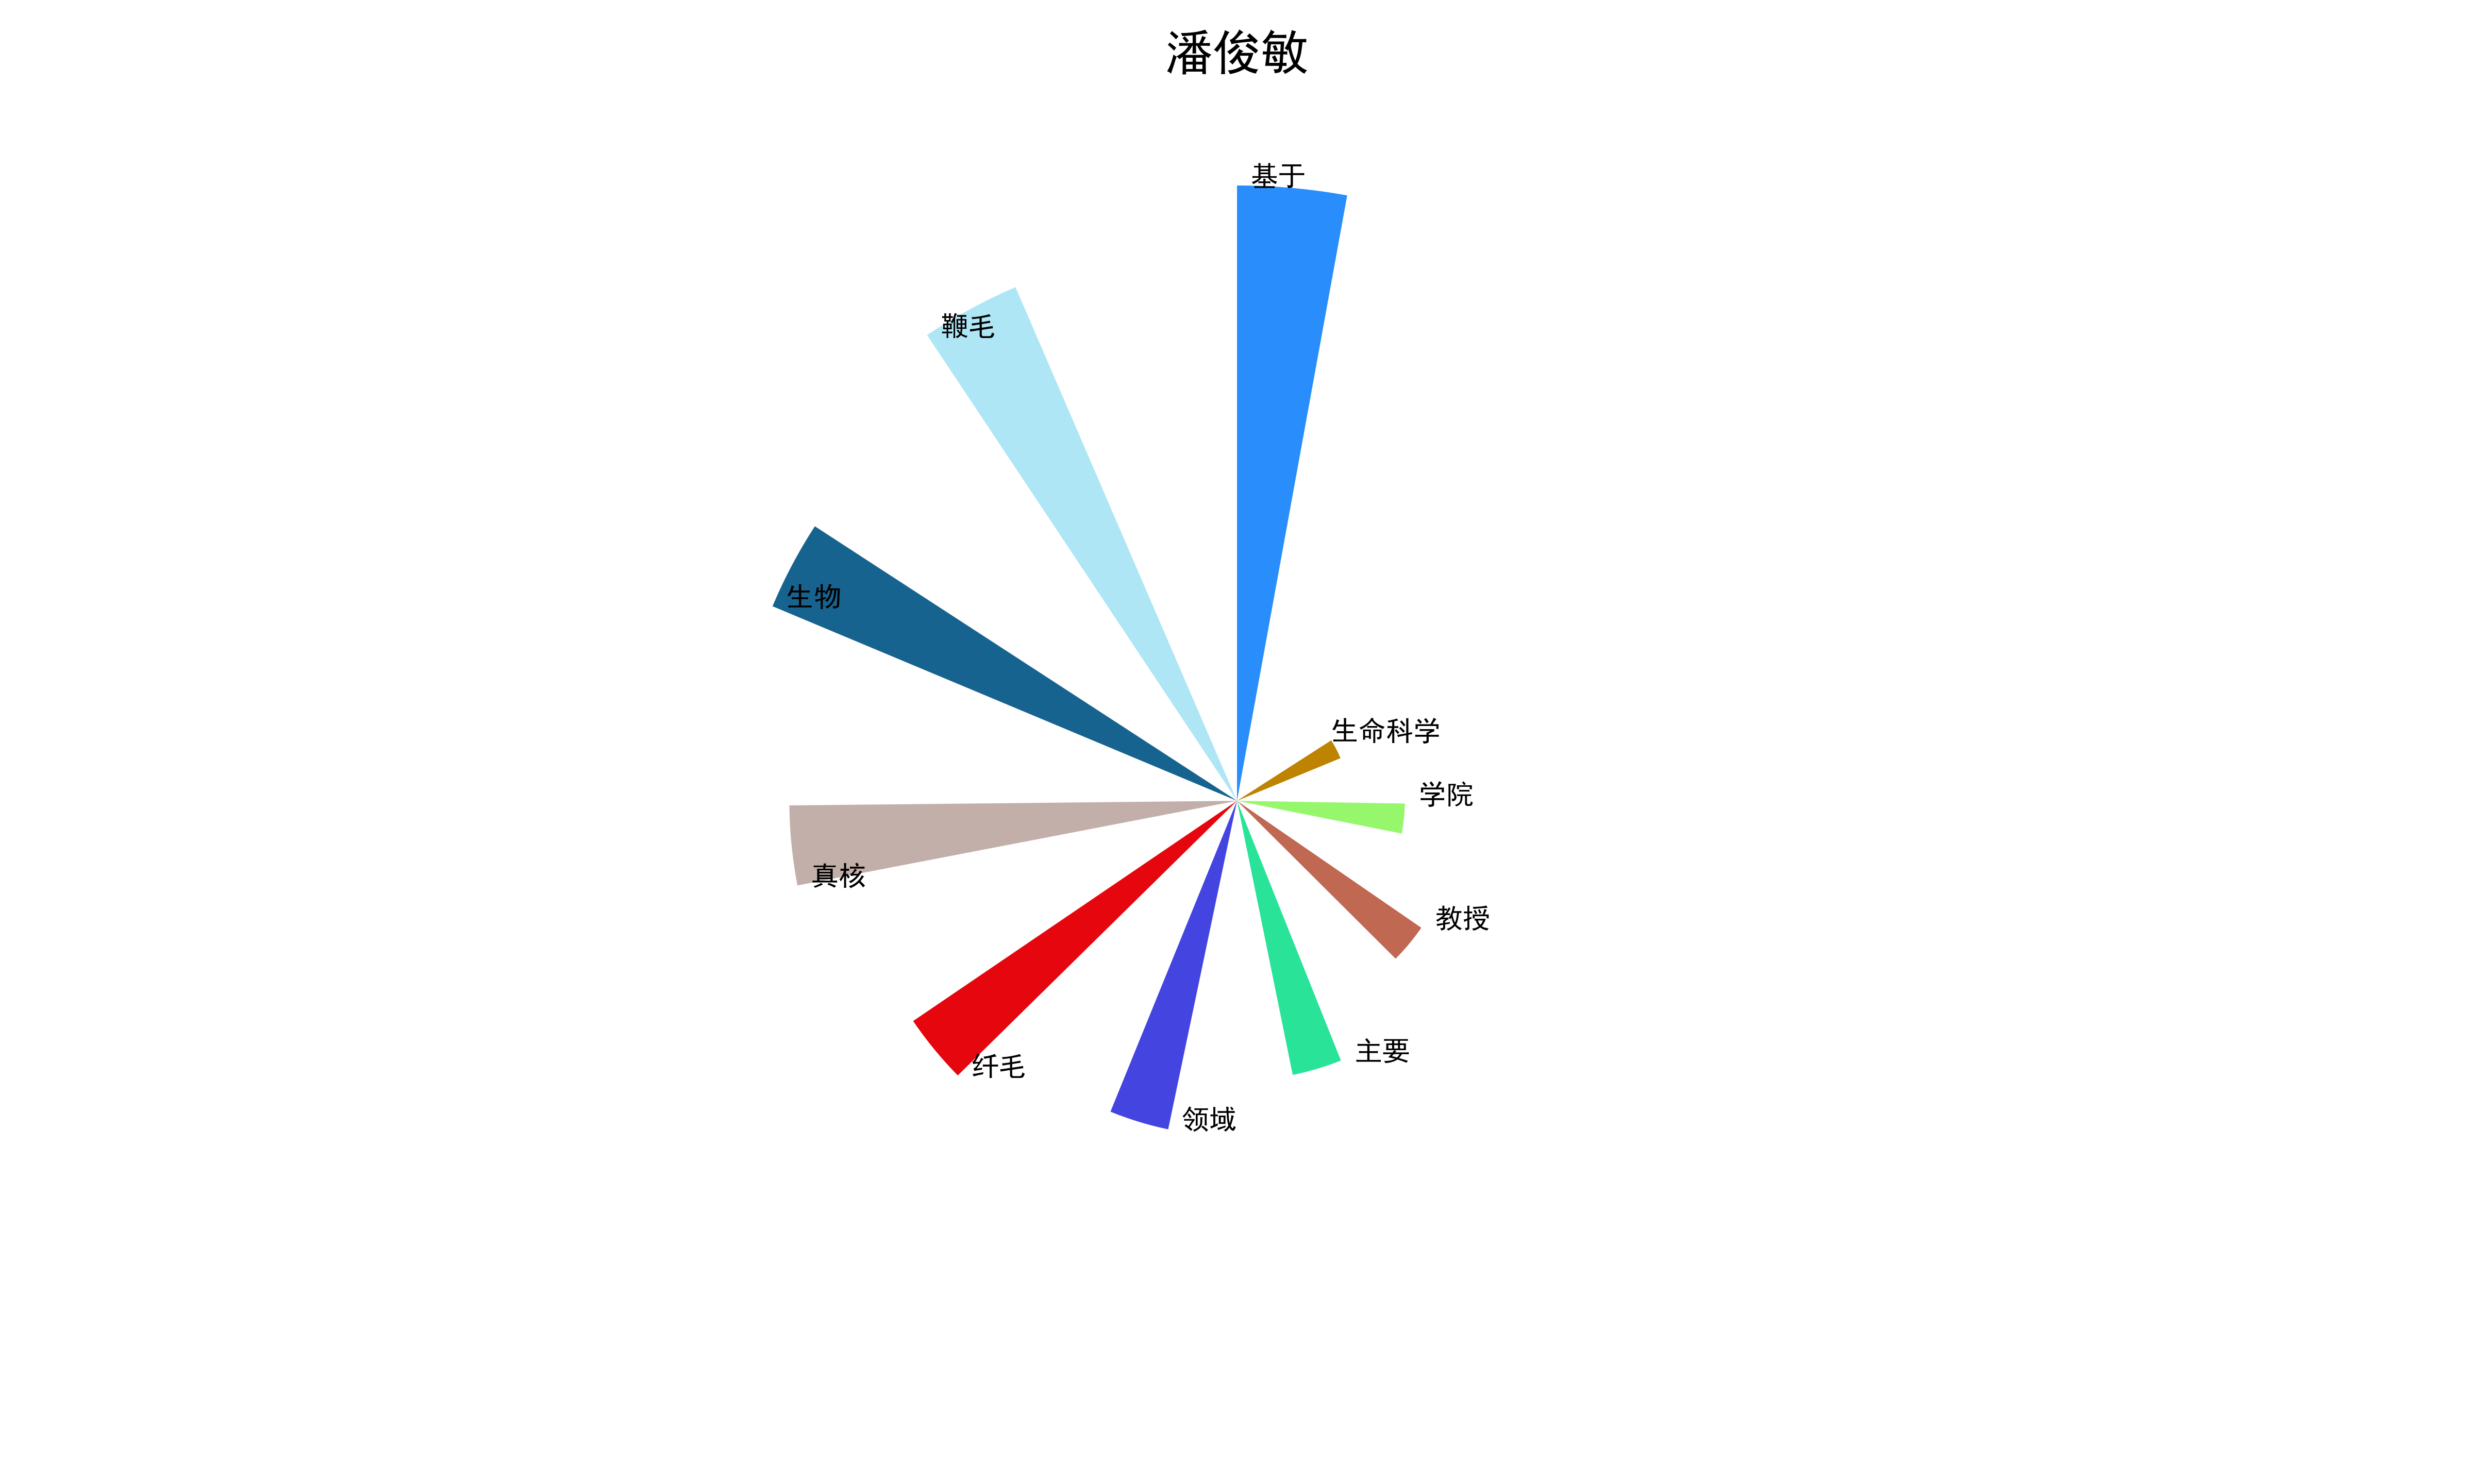 潘俊敏
基于
鞭毛
生物
生命科学
学院
真核
教授
主要
纤毛
领域